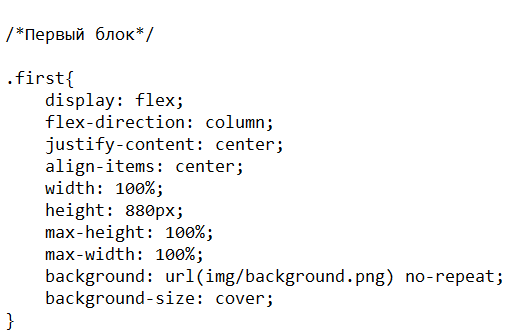 /*Первый блок*/
.first{
    display: flex;
    flex-direction: column;
    justify-content: center;
    align-items: center;
    width: 100%;
    height: 880px;
    max-height: 100%;
    max-width: 100%;
    background: url(img/background.png) no-repeat;
    background-size: cover;
}